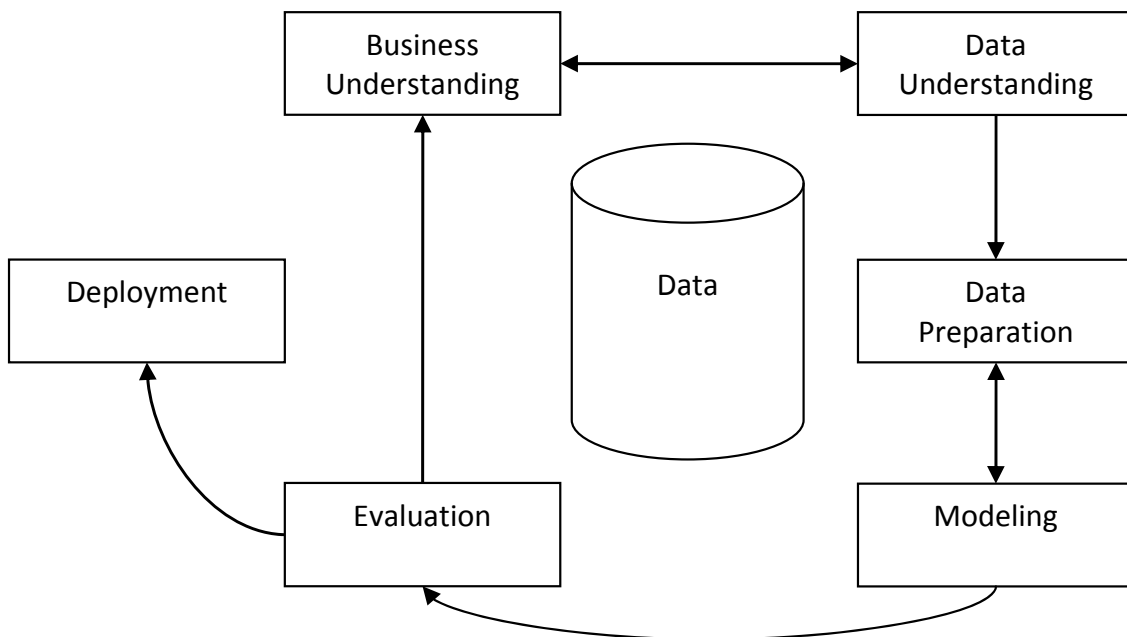 Business
Understanding
Data
Understanding
Deployment
Data
Data
Preparation
Evaluation
Modeling